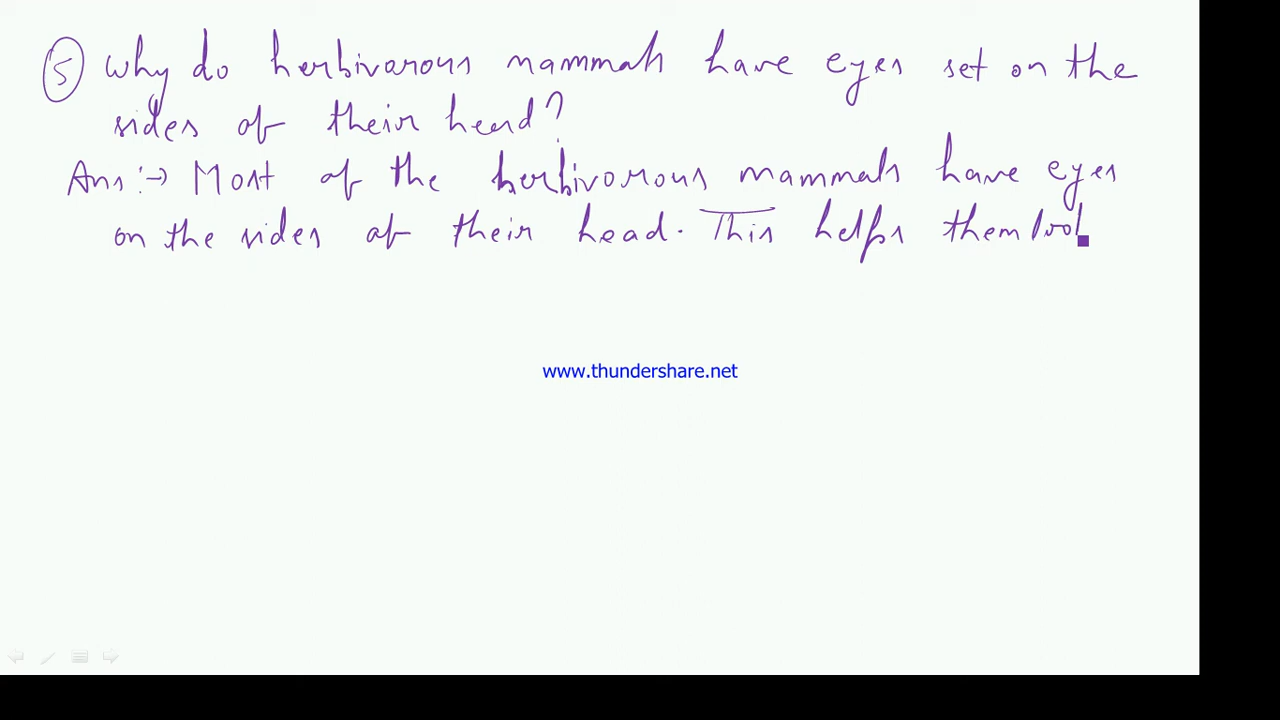 5 Why do herbivorous mammals have eyes set on the
sides of their head?
Ans :→ Most of the herbivorous mammals have eyes
on the sides of their head. This helps them look
www.thundershare.net